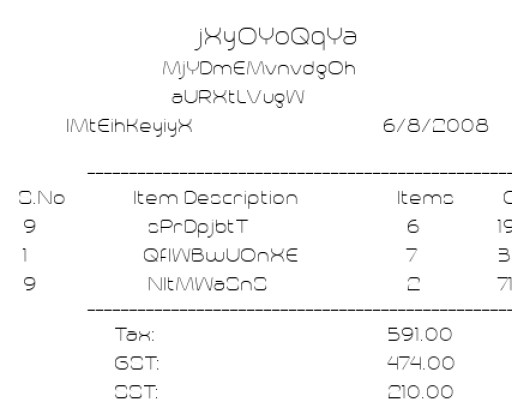 jXyOYoQqYa
MjYDmEMvnvdgOh
aURXtLVugW
IMtEihKeyiyX 6/8/2008
S.No Item Description Items
9 sPrDpjbtT 6 19
1 QfIWBwUOnXE 7 3
9 NItMWaSnS 2 71
Tax: 591.00
GST: 474.00
SST: 210.00